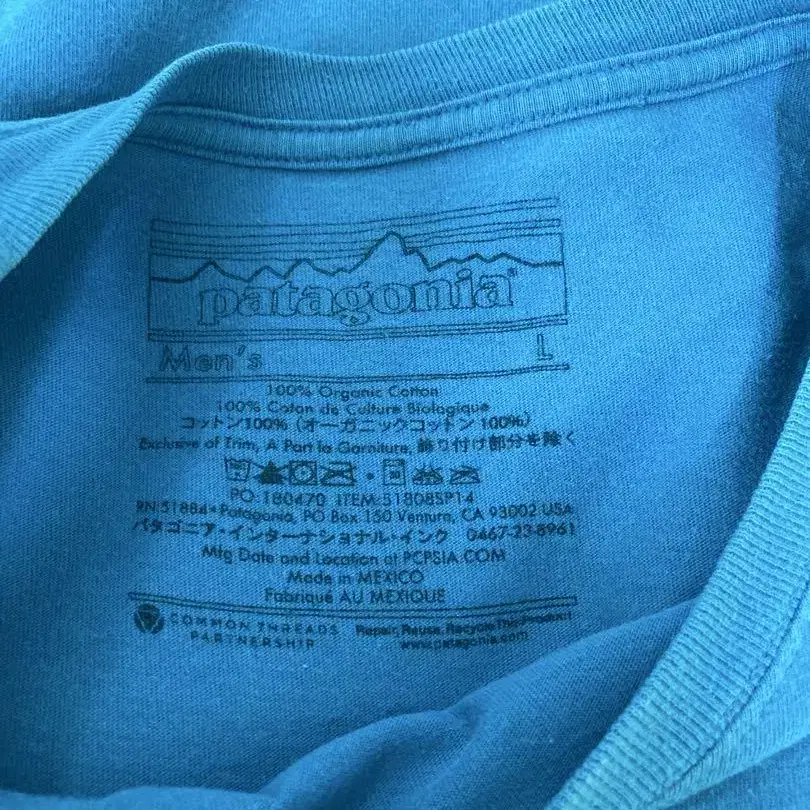 patagonia®
Men's L
100% Organic Cotton
100% Coton de Culture Biologique
コットン100% (オーガニックコットン 100%)
Exclusive of Trim, A Part la Garniture, 飾り付け部分を除く
PO:180470 ITEM:51808SP14
RN:51884•Patagonia, PO Box 150 Ventura, CA 93002 USA
パタゴニア・インターナショナル・インク 0467-23-8961
Mfg Date and Location at PCPSIA.COM
Made in MEXICO
Fabriqué AU MEXIQUE
COMMON THREADS
PARTNERSHIP
Repair, Reuse, Recycle This Product
www.patagonia.com